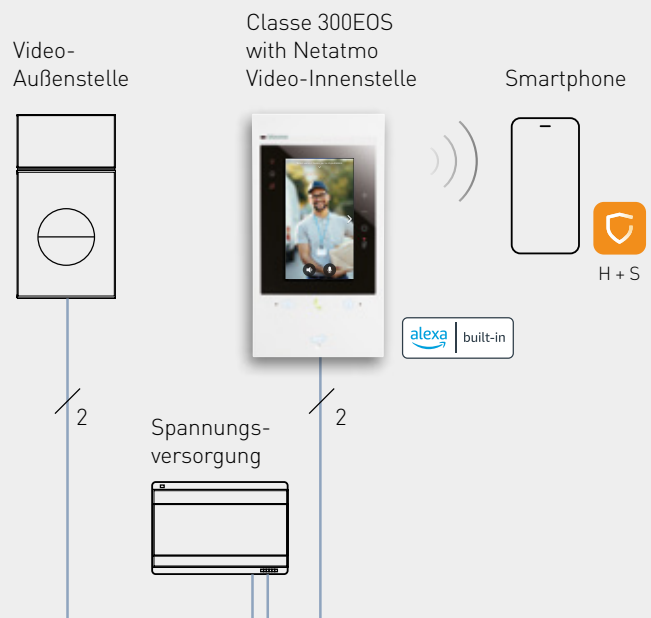 Video-
Außenstelle
Classe 300EOS
with Netatmo
Video-Innenstelle
Smartphone
H + S
alexa built-in
2
2
Spannungs-
versorgung